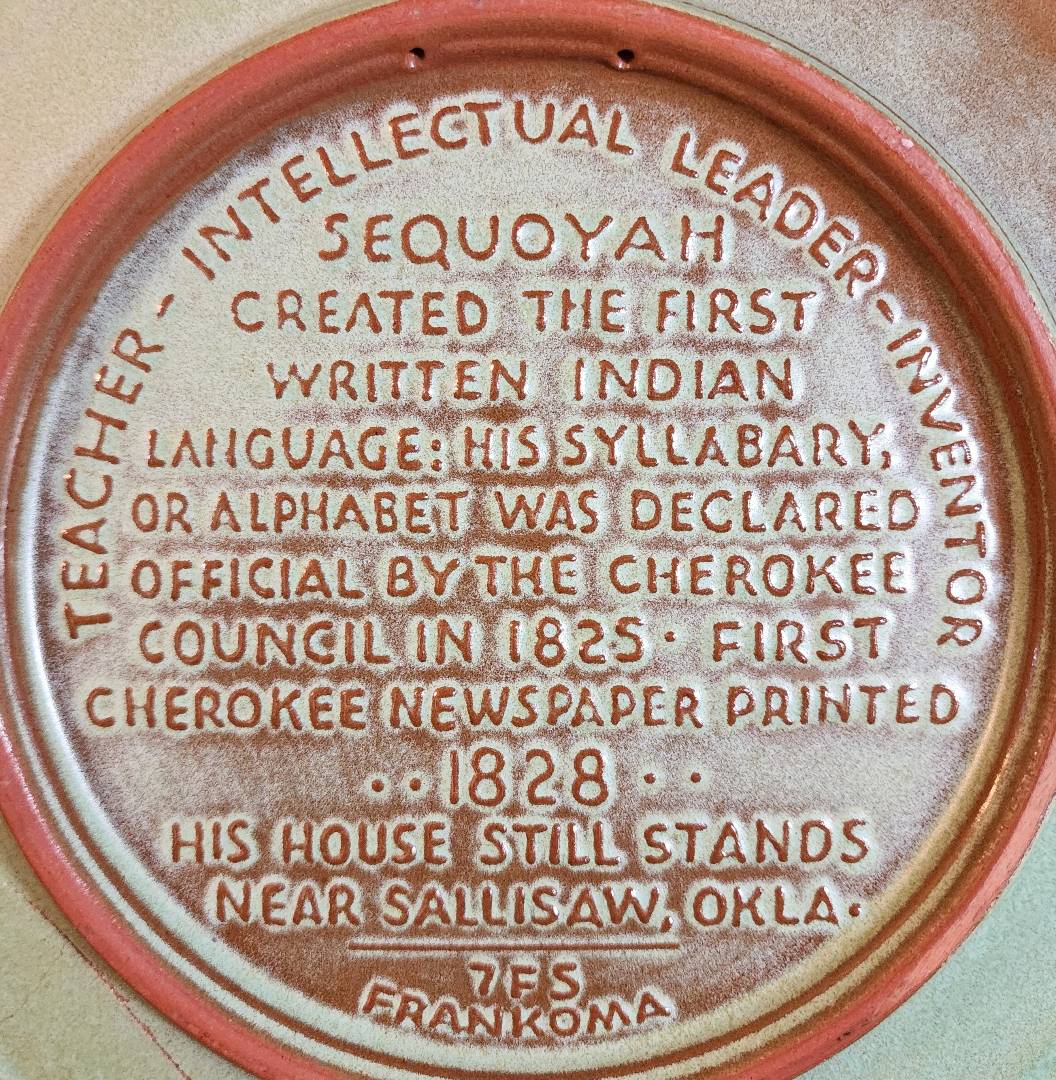 TEACHER - INTELLECTUAL LEADER - INVENTOR
SEQUOYAH
CREATED THE FIRST
WRITTEN INDIAN
LANGUAGE: HIS SYLLABARY,
OR ALPHABET WAS DECLARED
OFFICIAL BY THE CHEROKEE
COUNCIL IN 1825 · FIRST
CHEROKEE NEWSPAPER PRINTED
· · 1828 · ·
HIS HOUSE STILL STANDS
NEAR SALLISAW, OKLA.
7FS
FRANKOMA